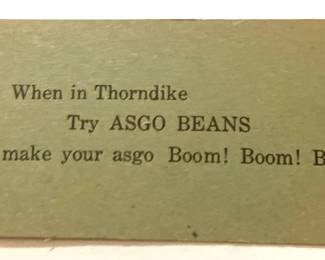 When in Thorndike
Try ASGO BEANS
make your asgo Boom! Boom! B